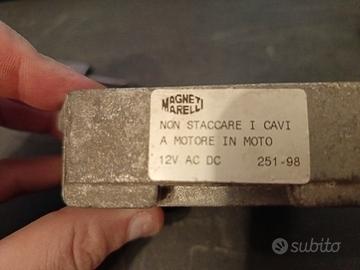 MAGNETI
MARELLI
NON STACCARE I CAVI
A MOTORE IN MOTO
12V AC DC 251-98
subito